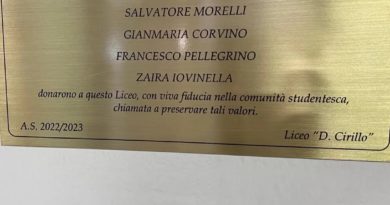 SALVATORE MORELLI
GIANMARIA CORVINO
FRANCESCO PELLEGRINO
ZAIRA IOVINELLA
donarono a questo Liceo, con viva fiducia nella comunità studentesca,
chiamata a preservare tali valori.
A.S. 2022/2023 Liceo "D. Cirillo"